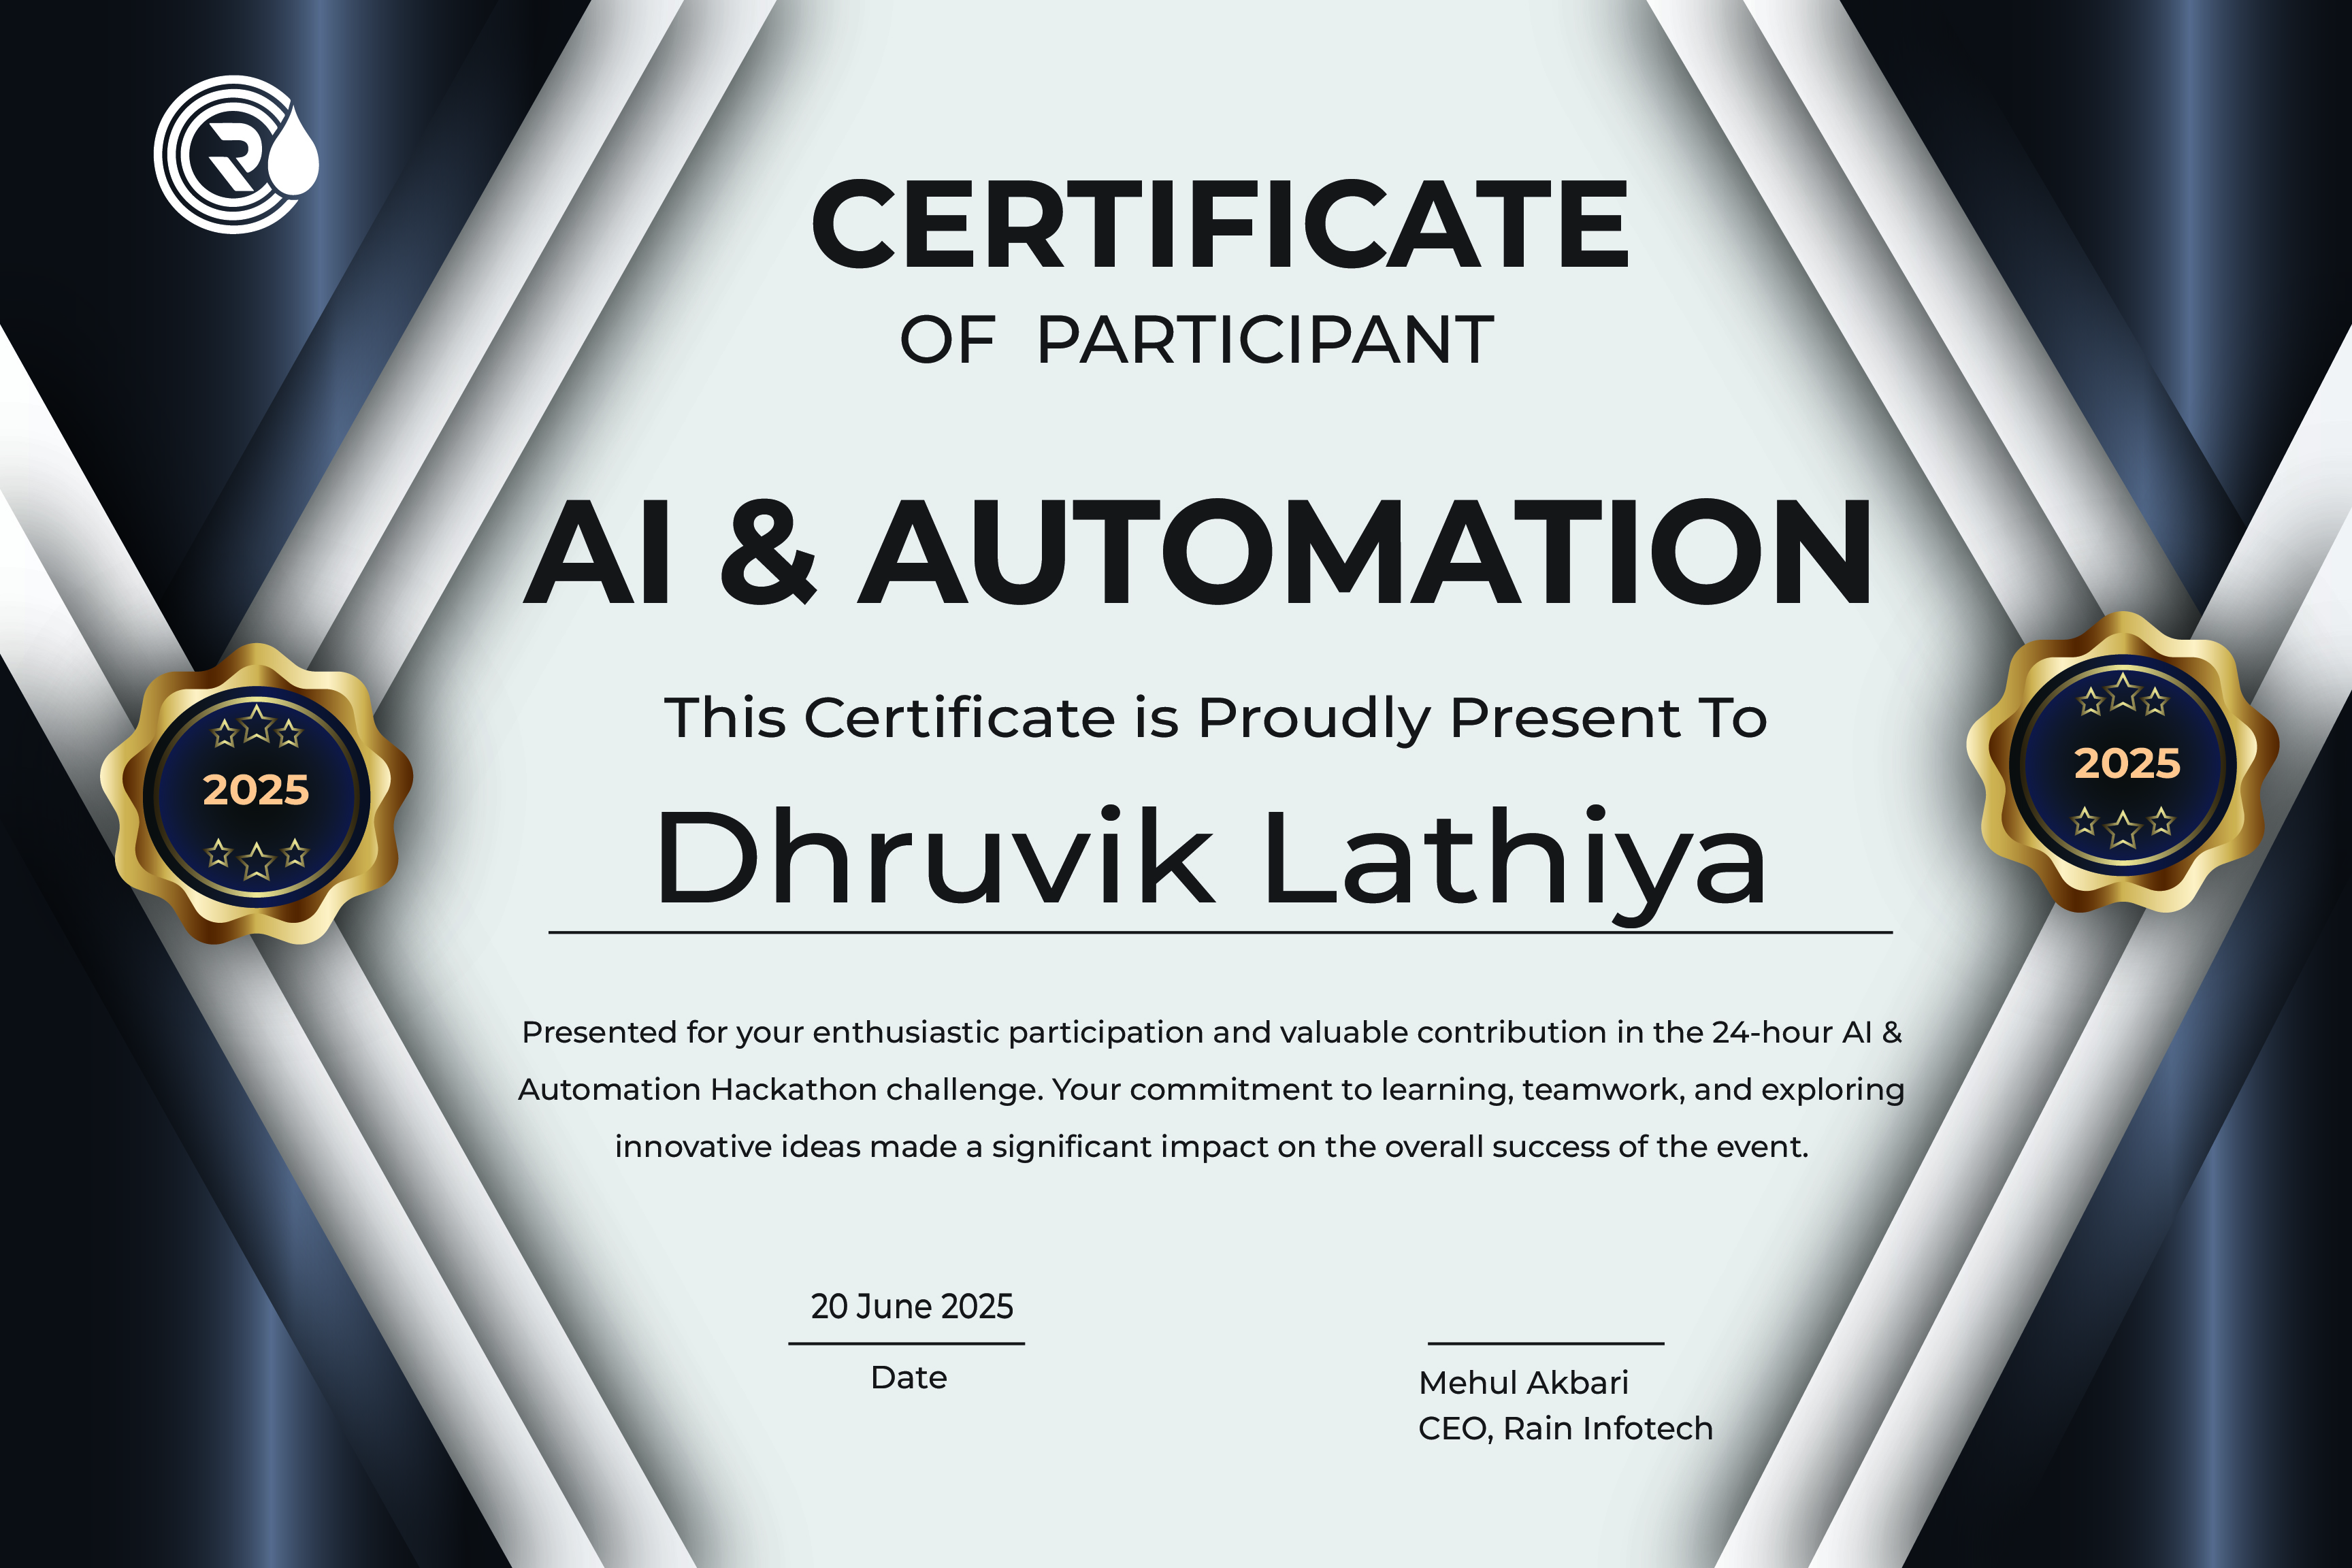 R
CERTIFICATE
OF PARTICIPANT
AI & AUTOMATION
This Certificate is Proudly Present To
2025
2025
Dhruvik Lathiya
Presented for your enthusiastic participation and valuable contribution in the 24-hour AI &
Automation Hackathon challenge. Your commitment to learning, teamwork, and exploring
innovative ideas made a significant impact on the overall success of the event.
20 June 2025
Date
Mehul Akbari
CEO, Rain Infotech